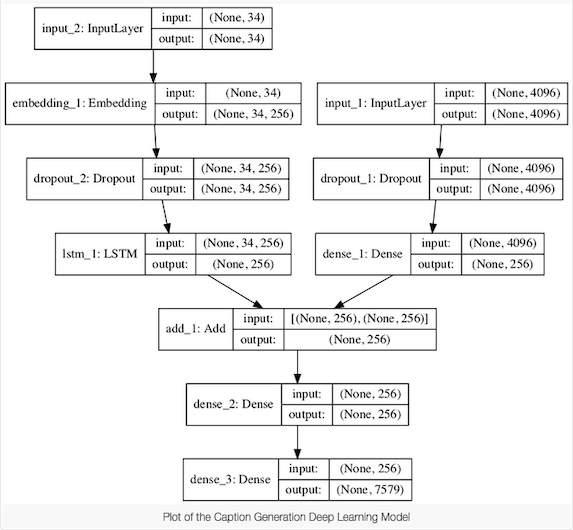 input_2: InputLayer
input: (None, 34)
output: (None, 34)
embedding_1: Embedding
input: (None, 34)
output: (None, 34, 256)
input_1: InputLayer
input: (None, 4096)
output: (None, 4096)
dropout_2: Dropout
input: (None, 34, 256)
output: (None, 34, 256)
dropout_1: Dropout
input: (None, 4096)
output: (None, 4096)
lstm_1: LSTM
input: (None, 34, 256)
output: (None, 256)
dense_1: Dense
input: (None, 4096)
output: (None, 256)
add_1: Add
input: [(None, 256), (None, 256)]
output: (None, 256)
dense_2: Dense
input: (None, 256)
output: (None, 256)
dense_3: Dense
input: (None, 256)
output: (None, 7579)
Plot of the Caption Generation Deep Learning Model